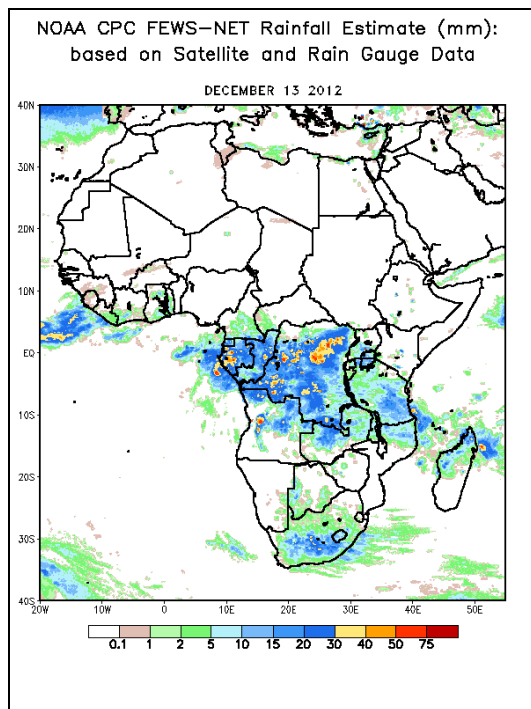 NOAA CPC FEWS-NET Rainfall Estimate (mm):
based on Satellite and Rain Gauge Data
DECEMBER 13 2012
40N
30N
20N
10N
EQ
10S
20S
30S
40S
20W 10W 0 10E 20E 30E 40E 50E
0.1 1 2 5 10 15 20 30 40 50 75